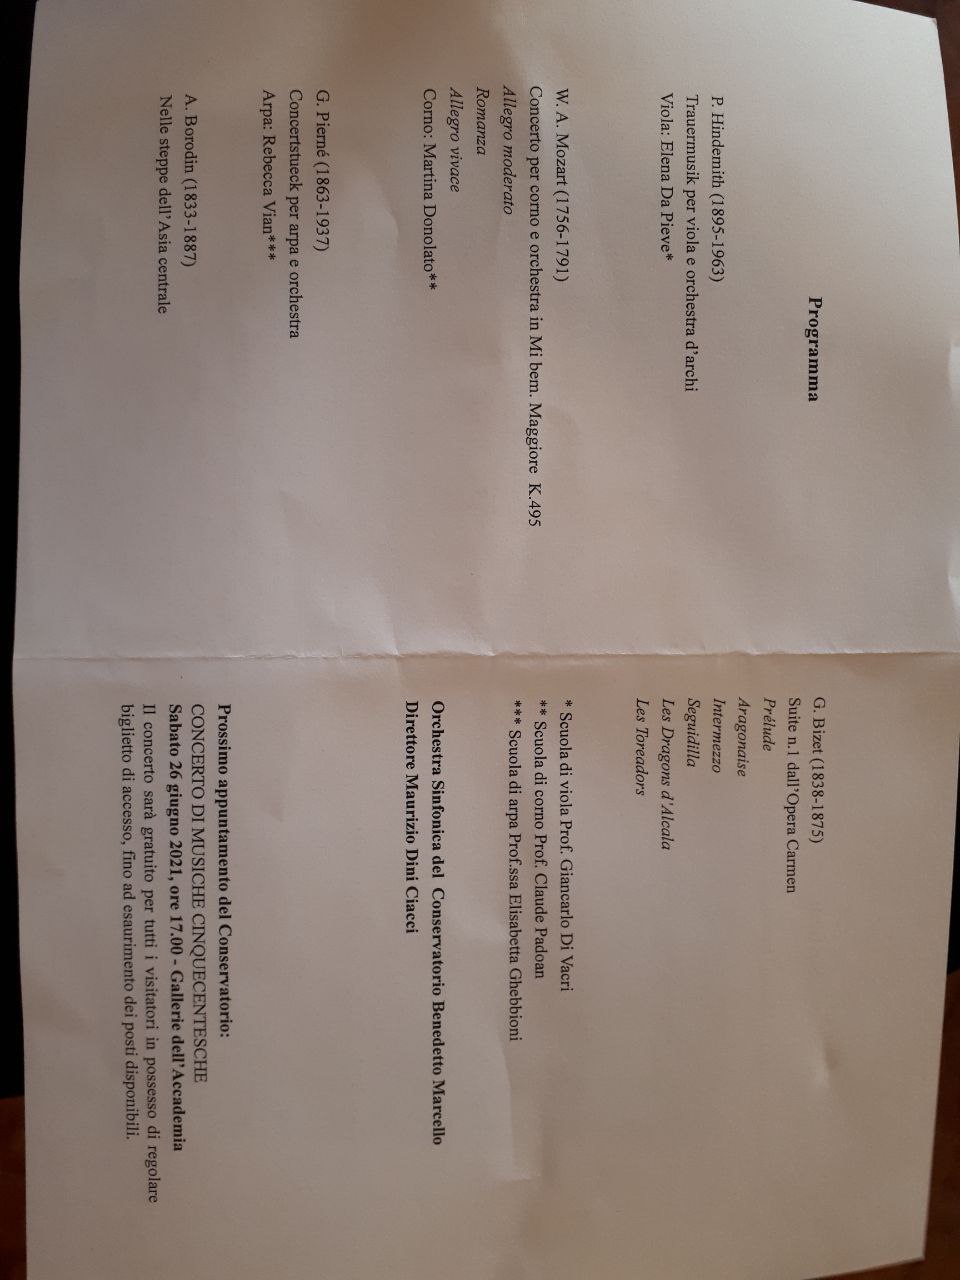 Programma
P. Hindemith (1895-1963)
Trauermusik per viola e orchestra d'archi
Viola: Elena Da Pieve*
W. A. Mozart (1756-1791)
Concerto per corno e orchestra in Mi bem. Maggiore K.495
Allegro moderato
Romanza
Allegro vivace
Corno: Martina Donolato**
G. Pierné (1863-1937)
Concertstueck per arpa e orchestra
Arpa: Rebecca Vian***
A. Borodin (1833-1887)
Nelle steppe dell'Asia centrale
G. Bizet (1838-1875)
Suite n.1 dall'Opera Carmen
Prélude
Aragonaise
Intermezzo
Seguidilla
Les Dragons d'Alcala
Les Toreadors
* Scuola di viola Prof. Giancarlo Di Vacri
** Scuola di corno Prof. Claude Padoan
*** Scuola di arpa Prof.ssa Elisabetta Ghebbioni
Orchestra Sinfonica del Conservatorio Benedetto Marcello
Direttore Maurizio Dini Ciacci
Prossimo appuntamento del Conservatorio:
CONCERTO DI MUSICHE CINQUECENTESCHE
Sabato 26 giugno 2021, ore 17.00 - Gallerie dell'Accademia
Il concerto sarà gratuito per tutti i visitatori in possesso di regolare
biglietto di accesso, fino ad esaurimento dei posti disponibili.